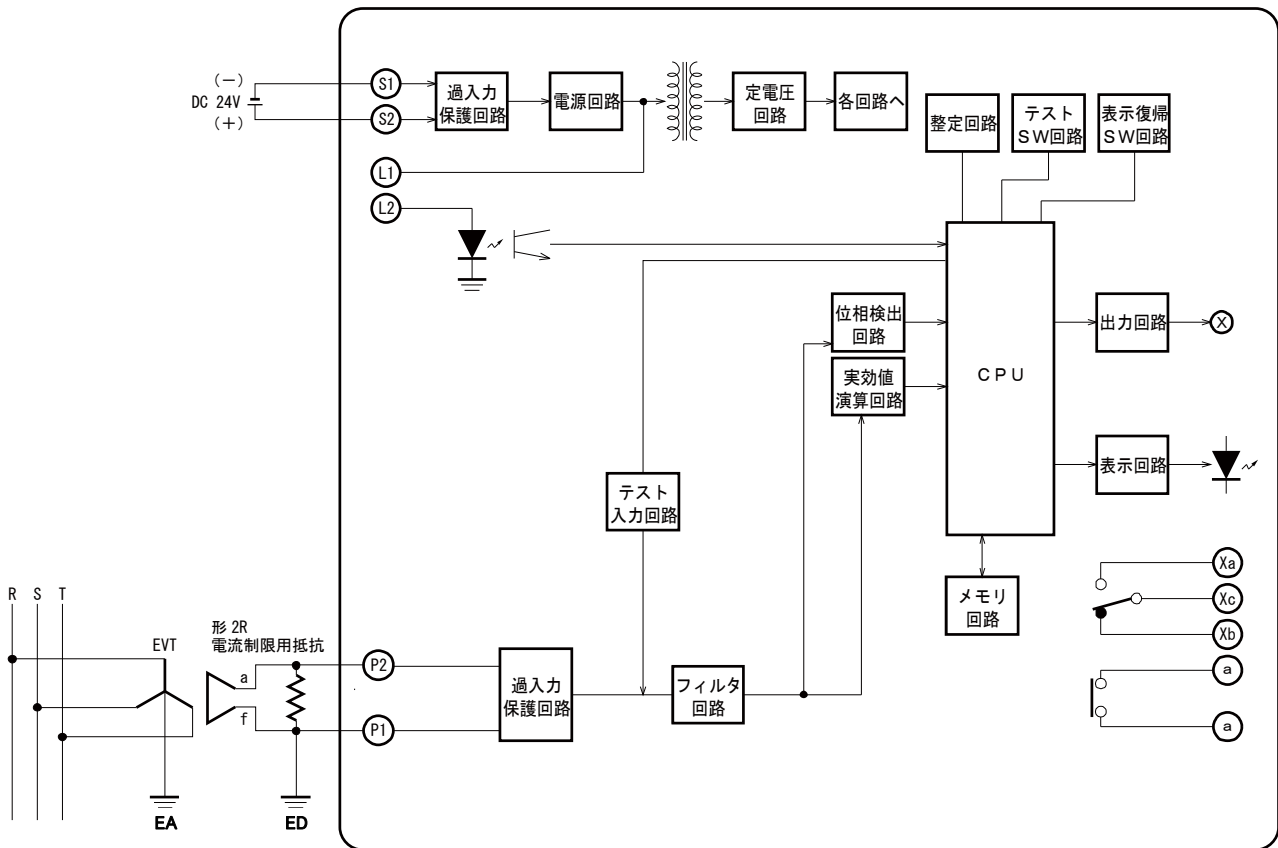 (－)
DC 24V
(＋)
S1
S2
L1
L2
過入力
保護回路
電源回路
定電圧
回路
各回路へ
整定回路
テスト
SW回路
表示復帰
SW回路
位相検出
回路
実効値
演算回路
CPU
出力回路
X
表示回路
テスト
入力回路
メモリ
回路
Xa
Xc
Xb
a
a
R S T
EVT
形 2R
電流制限用抵抗
a
f
P2
P1
過入力
保護回路
フィルタ
回路
EA
ED